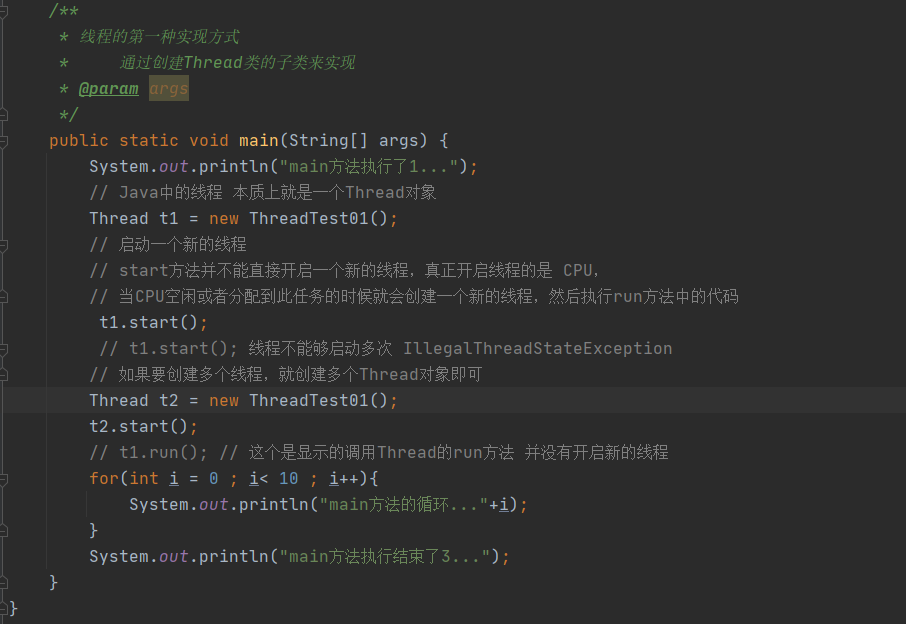 /**
 * 线程的第一种实现方式
 *     通过创建Thread类的子类来实现
 * @param args
 */
public static void main(String[] args) {
    System.out.println("main方法执行了1...");
    // Java中的线程 本质上就是一个Thread对象
    Thread t1 = new ThreadTest01();
    // 启动一个新的线程
    // start方法并不能直接开启一个新的线程，真正开启线程的是 CPU，
    // 当CPU空闲或者分配到此任务的时候就会创建一个新的线程，然后执行run方法中的代码
     t1.start();
     // t1.start(); 线程不能够启动多次 IllegalThreadStateException
    // 如果要创建多个线程，就创建多个Thread对象即可
    Thread t2 = new ThreadTest01();
    t2.start();
    // t1.run(); // 这个是显示的调用Thread的run方法 并没有开启新的线程
    for(int i = 0 ; i< 10 ; i++){
        System.out.println("main方法的循环..."+i);
    }
    System.out.println("main方法执行结束了3...");
}
}